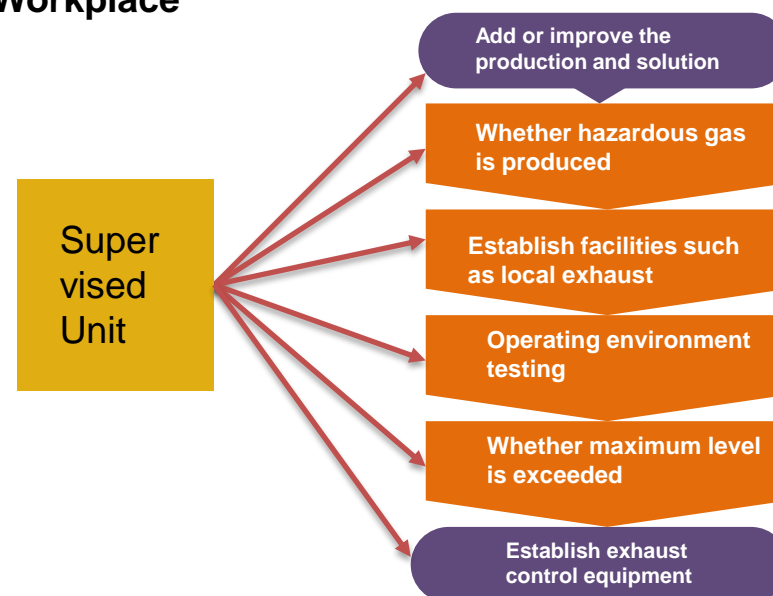 Workplace
Add or improve the
production and solution
Whether hazardous gas
is produced
Super
vised
Unit
Establish facilities such
as local exhaust
Operating environment
testing
Whether maximum level
is exceeded
Establish exhaust
control equipment